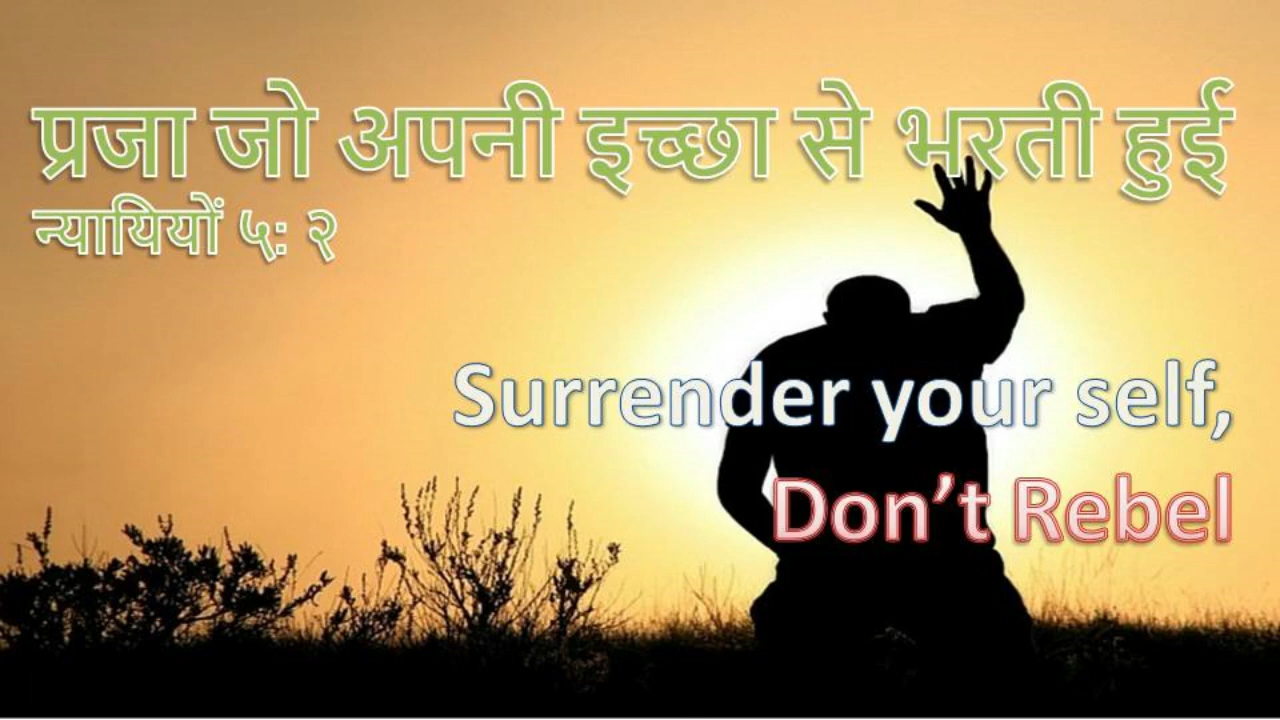 प्रजा जो अपनी इच्छा से भरती हुई
न्यायियों ५: २
Surrender your self,
Don’t Rebel